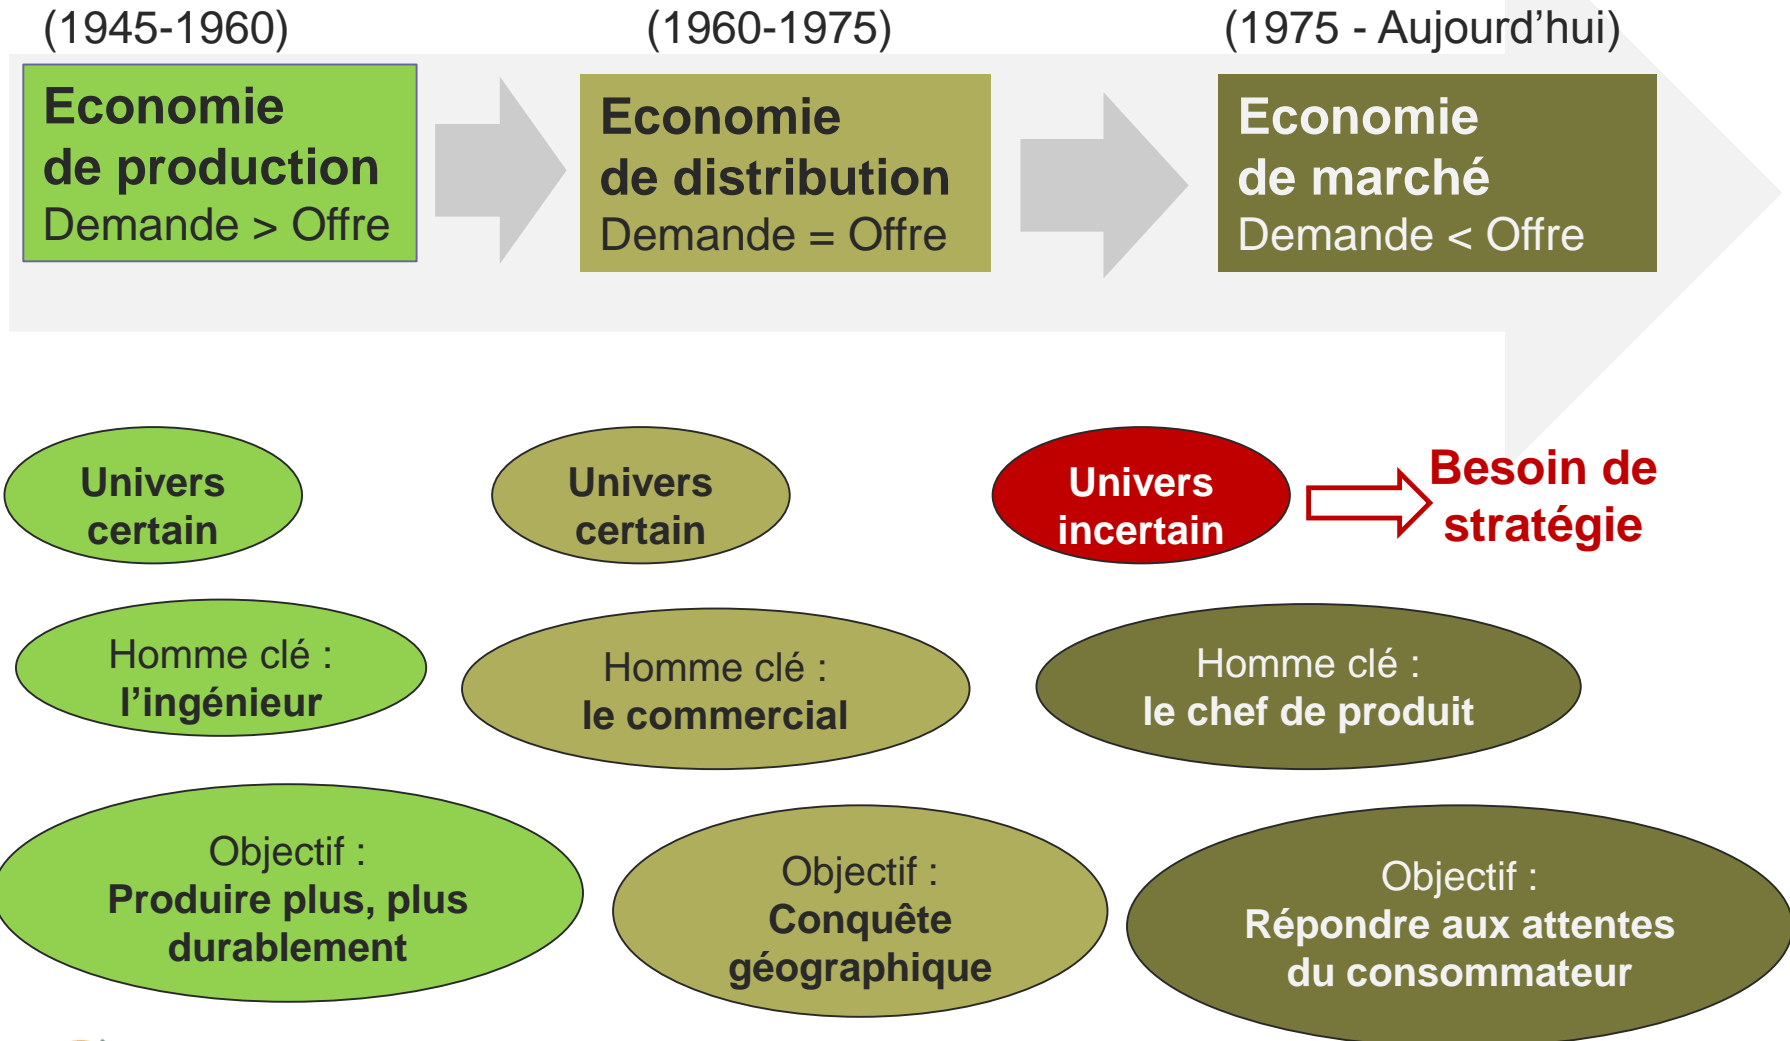 (1945-1960)
(1960-1975)
(1975 - Aujourd’hui)
Economie
de production
Demande > Offre
Economie
de distribution
Demande = Offre
Economie
de marché
Demande < Offre
Univers
certain
Univers
certain
Univers
incertain
Besoin de
stratégie
Homme clé :
l’ingénieur
Homme clé :
le commercial
Homme clé :
le chef de produit
Objectif :
Produire plus, plus
durablement
Objectif :
Conquête
géographique
Objectif :
Répondre aux attentes
du consommateur